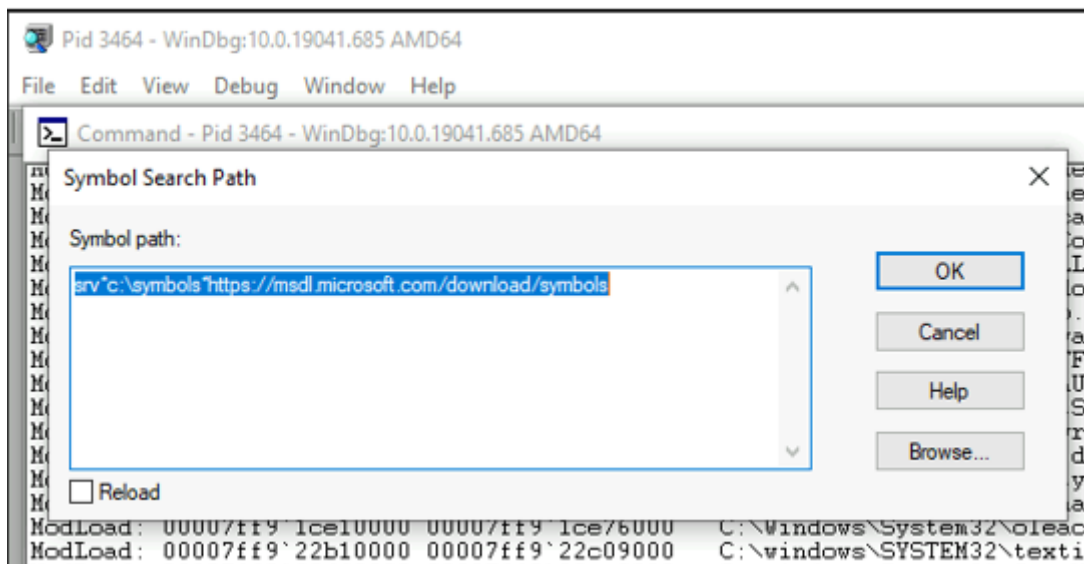 Pid 3464 - WinDbg:10.0.19041.685 AMD64
File Edit View Debug Window Help
Command - Pid 3464 - WinDbg:10.0.19041.685 AMD64
Symbol Search Path
Symbol path:
srv*c:\symbols*https://msdl.microsoft.com/download/symbols
OK
Cancel
Help
Browse...
Reload
ModLoad: 00007ff9`1ce10000 00007ff9`1ce76000 C:\Windows\System32\oleac
ModLoad: 00007ff9`22b10000 00007ff9`22c09000 C:\windows\SYSTEM32\texti